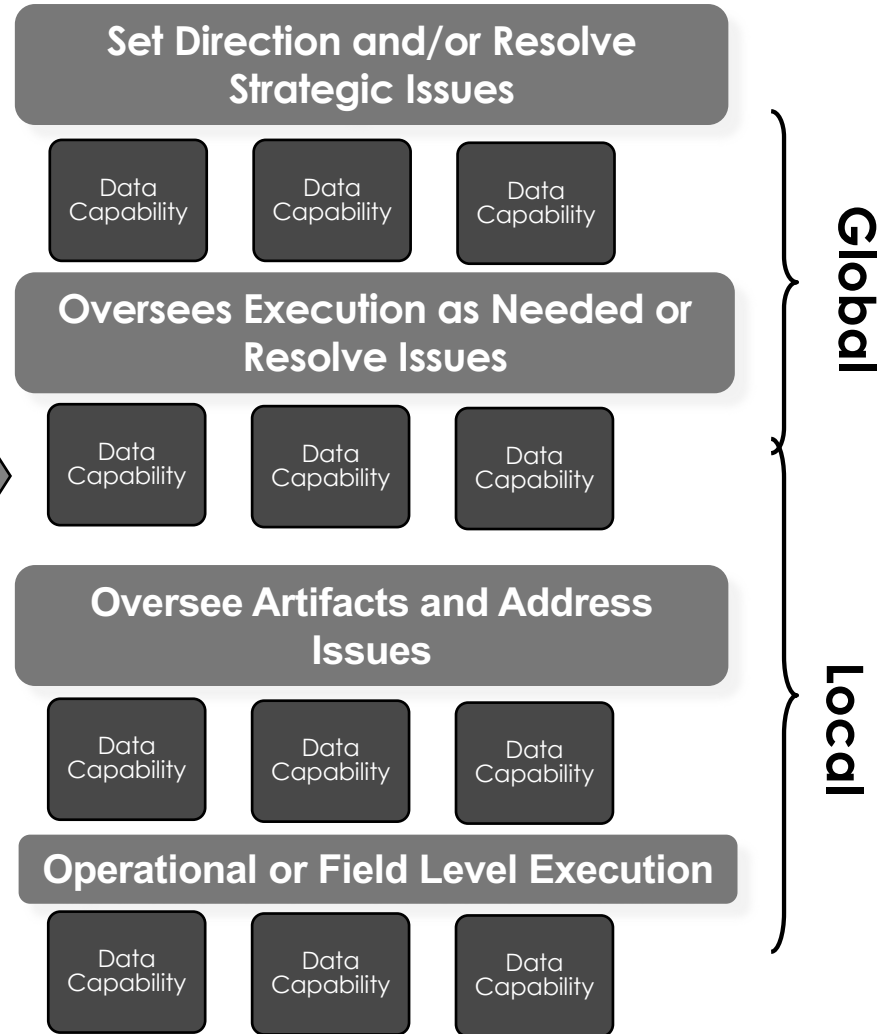 Set Direction and/or Resolve
Strategic Issues
Data
Capability
Data
Capability
Data
Capability
Global
Oversees Execution as Needed or
Resolve Issues
Data
Capability
Data
Capability
Data
Capability
Oversee Artifacts and Address
Issues
Local
Data
Capability
Data
Capability
Data
Capability
Operational or Field Level Execution
Data
Capability
Data
Capability
Data
Capability